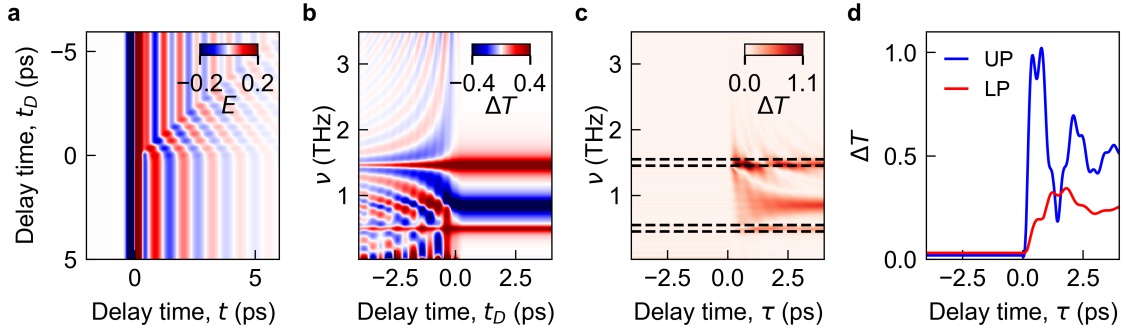 a
b
c
d
Delay time, t_D (ps)
−5
0
5
−0.2 0.2
E
0 5
Delay time, t (ps)
ν (THz)
3
2
1
−0.4 0.4
ΔT
−2.5 0.0 2.5
Delay time, t_D (ps)
ν (THz)
3
2
1
0.0 1.1
ΔT
−2.5 0.0 2.5
Delay time, τ (ps)
ΔT
1.0
0.5
0.0
UP
LP
−2.5 0.0 2.5
Delay time, τ (ps)